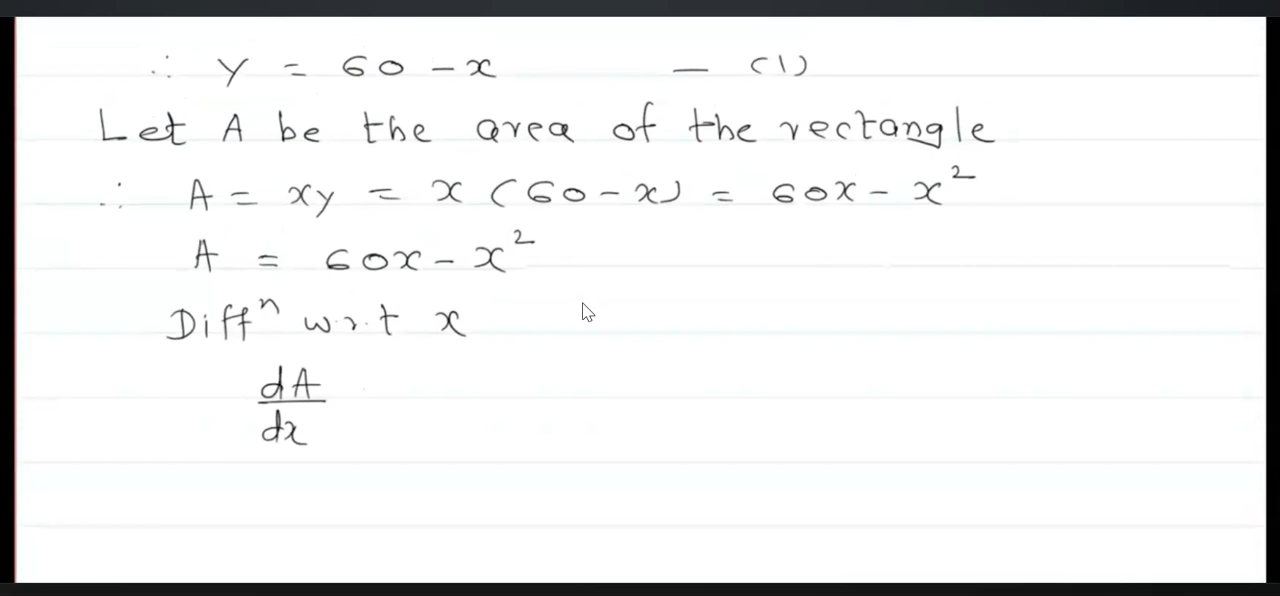 ∴ y = 60 - x — (1)
Let A be the area of the rectangle
∴ A = xy = x (60 - x) = 60x - x²
A = 60x - x²
Diffⁿ w.r.t x
dA
dx